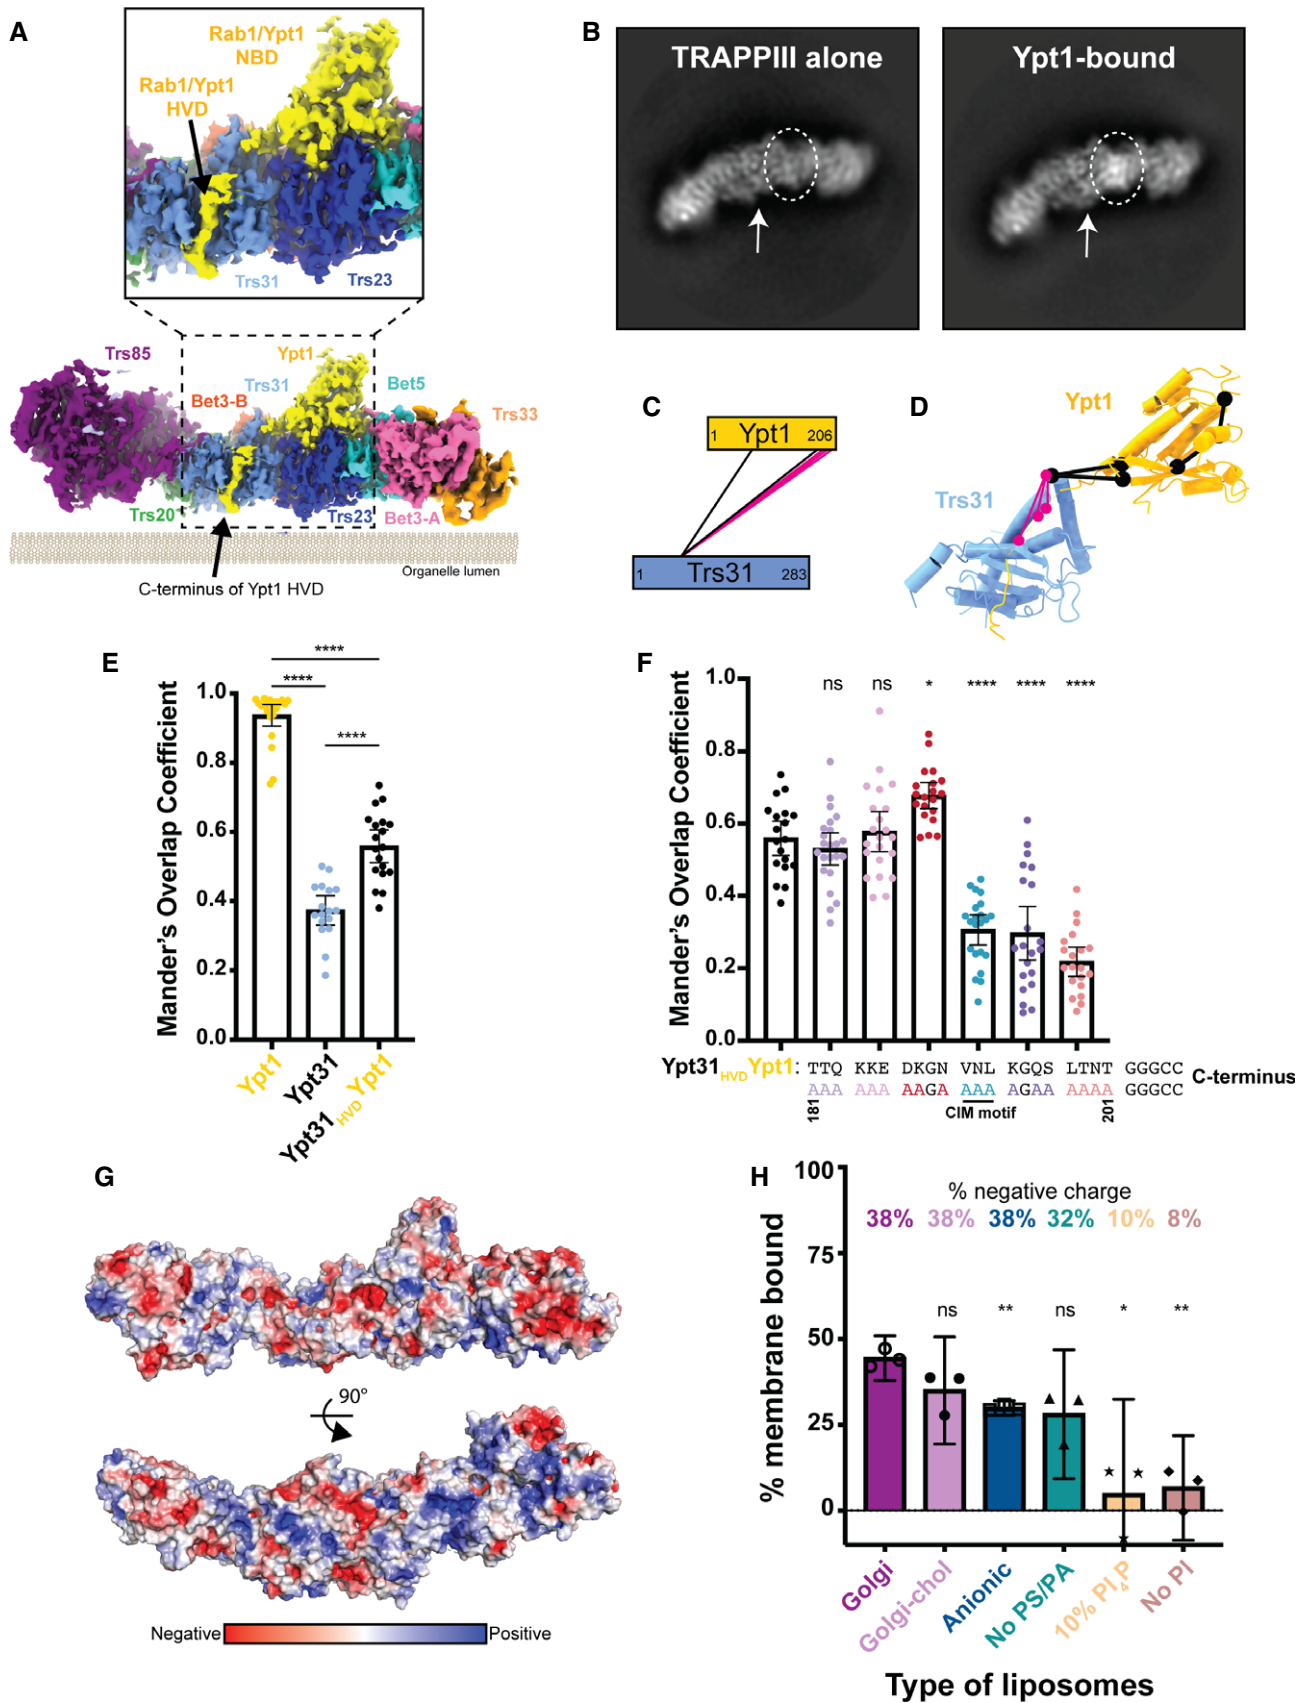 A
Rab1/Ypt1
NBD
Rab1/Ypt1
HVD
Trs31
Trs23
Trs85
Ypt1
Bet3-B
Trs31
Bet5
Trs33
Trs20
Trs23
Bet3-A
Organelle lumen
C-terminus of Ypt1 HVD
B
TRAPPIII alone
Ypt1-bound
C
1 Ypt1 206
1 Trs31 283
D
Ypt1
Trs31
E
Mander's Overlap Coefficient
1.0
0.8
0.6
0.4
0.2
0.0
****
****
****
Ypt1
Ypt31
Ypt31 HVD Ypt1
F
Mander's Overlap Coefficient
1.0
0.8
0.6
0.4
0.2
0.0
ns ns * **** **** ****
Ypt31HVDYpt1: TTQ KKE DKGN VNL KGQS LTNT GGGCC
AAA AAA AAGA AAA AGAA AAAA GGGCC
C-terminus
181 CIM motif 201
G
90°
Negative Positive
H
% membrane bound
100
75
50
25
0
% negative charge
38% 38% 38% 32% 10% 8%
ns ** ns * **
Golgi
Golgi-chol
Anionic
No PS/PA
10% PI4P
No PI
Type of liposomes